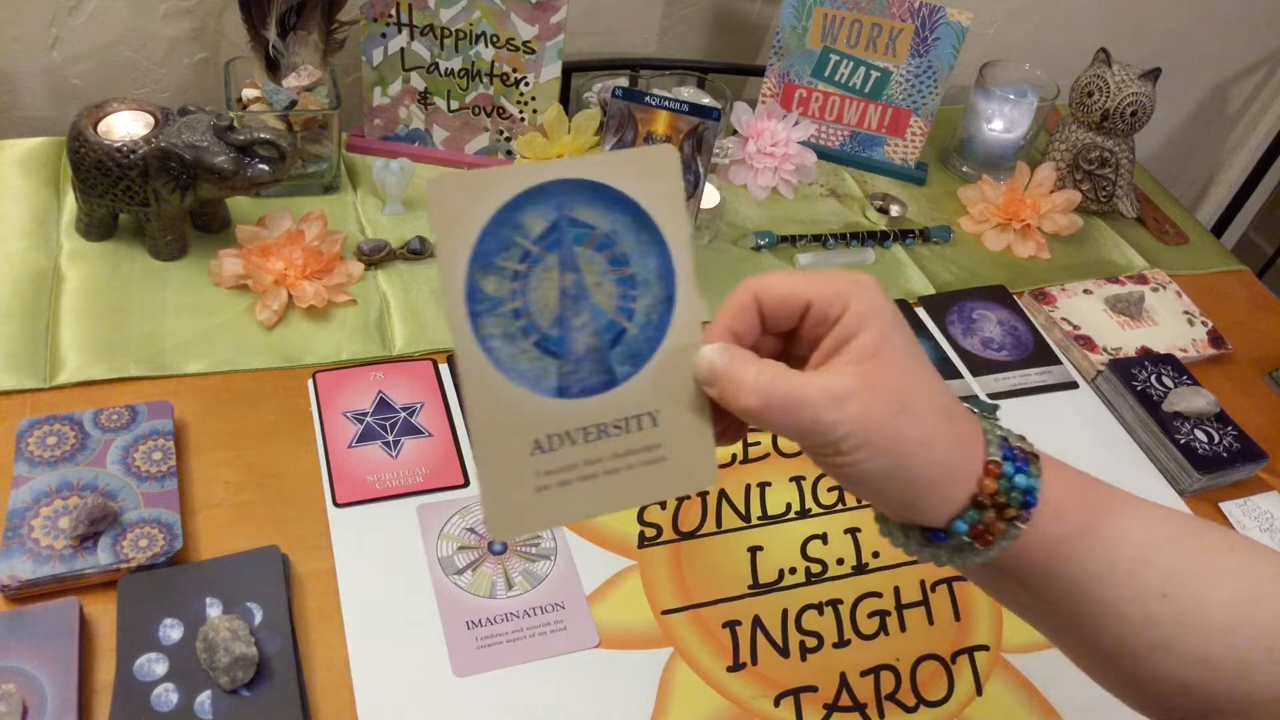 Happiness
Laughter
& Love
WORK
THAT
CROWN!
AQUARIUS
78
SPIRITUAL
CAREER
ADVERSITY
IMAGINATION
I embrace and nourish the
creative aspect of my mind
SUNLIG
L.S.I.
INSIGHT
TAROT